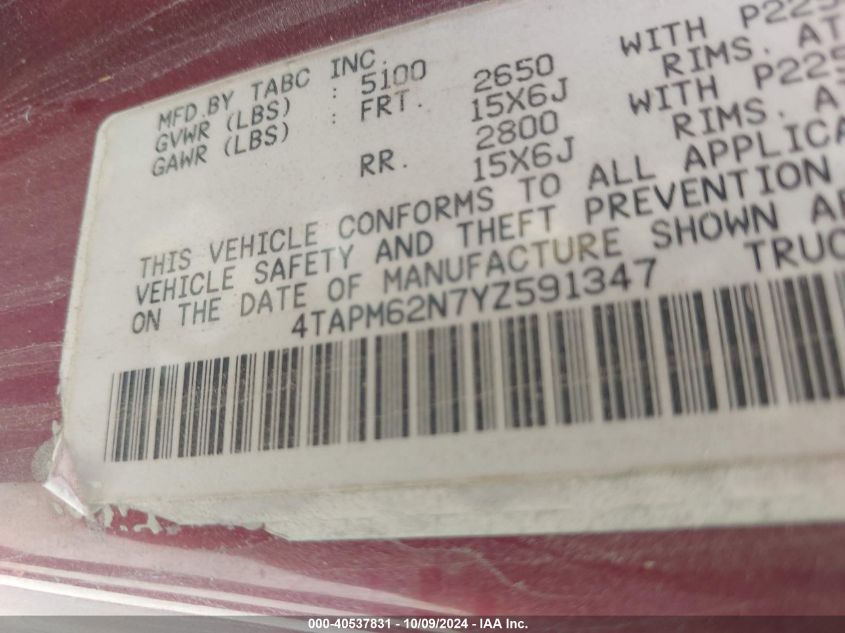 MFD.BY TABC INC.
GVWR (LBS) : 5100
GAWR (LBS) : FRT. 2650 WITH P225
15X6J RIMS. AT
RR. 2800 WITH P225
15X6J RIMS. A
THIS VEHICLE CONFORMS TO ALL APPLICA
VEHICLE SAFETY AND THEFT PREVENTION
ON THE DATE OF MANUFACTURE SHOWN AB
4TAPM62N7YZ591347 TRUC
000-40537831 - 10/09/2024 - IAA Inc.